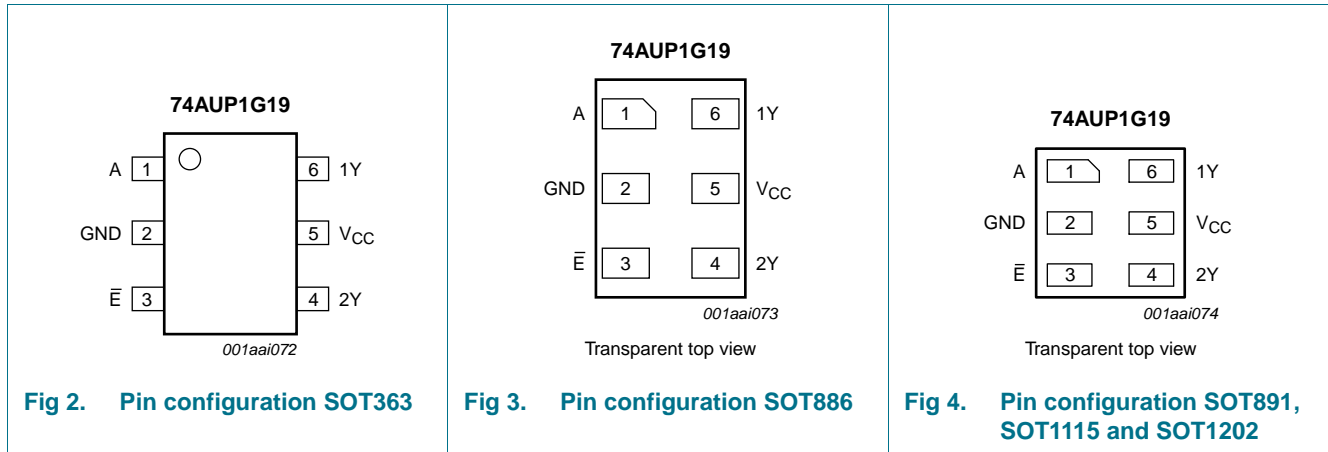 74AUP1G19
A 1 6 1Y
GND 2 5 VCC
E̅ 3 4 2Y
001aai072
Fig 2. Pin configuration SOT363
74AUP1G19
A 1 6 1Y
GND 2 5 VCC
E̅ 3 4 2Y
001aai073
Transparent top view
Fig 3. Pin configuration SOT886
74AUP1G19
A 1 6 1Y
GND 2 5 VCC
E̅ 3 4 2Y
001aai074
Transparent top view
Fig 4. Pin configuration SOT891,
SOT1115 and SOT1202